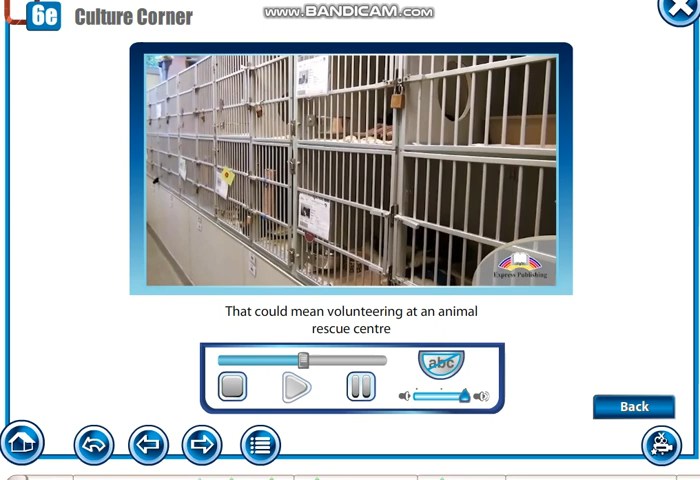 www.BANDICAM.com
6e Culture Corner
Express Publishing
That could mean volunteering at an animal
rescue centre
abc
Back